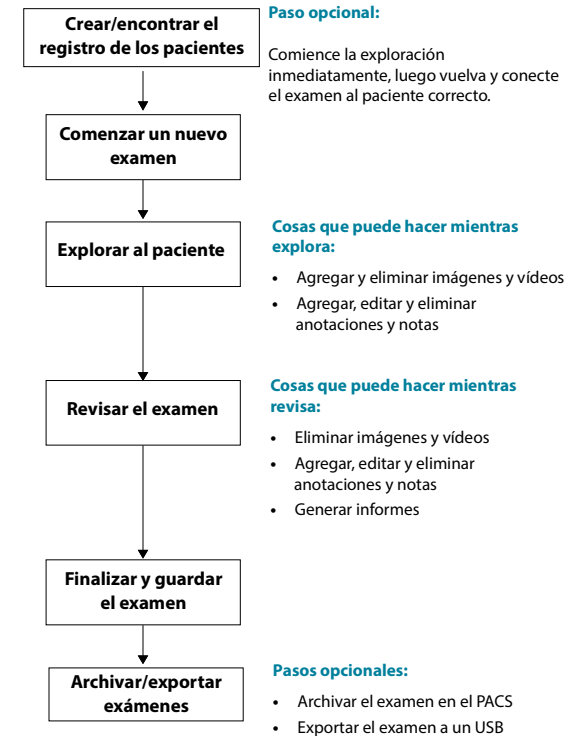 Crear/encontrar el
registro de los pacientes
Paso opcional:
Comience la exploración
inmediatamente, luego vuelva y conecte
el examen al paciente correcto.
Comenzar un nuevo
examen
Explorar al paciente
Cosas que puede hacer mientras
explora:
• Agregar y eliminar imágenes y vídeos
• Agregar, editar y eliminar
anotaciones y notas
Revisar el examen
Cosas que puede hacer mientras
revisa:
• Eliminar imágenes y vídeos
• Agregar, editar y eliminar
anotaciones y notas
• Generar informes
Finalizar y guardar
el examen
Archivar/exportar
exámenes
Pasos opcionales:
• Archivar el examen en el PACS
• Exportar el examen a un USB